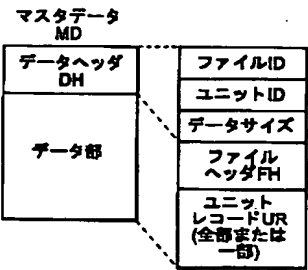 マスタデータ
MD
データヘッダ
DH
データ部
ファイルID
ユニットID
データサイズ
ファイル
ヘッダFH
ユニット
レコードUR
(全部または
一部)